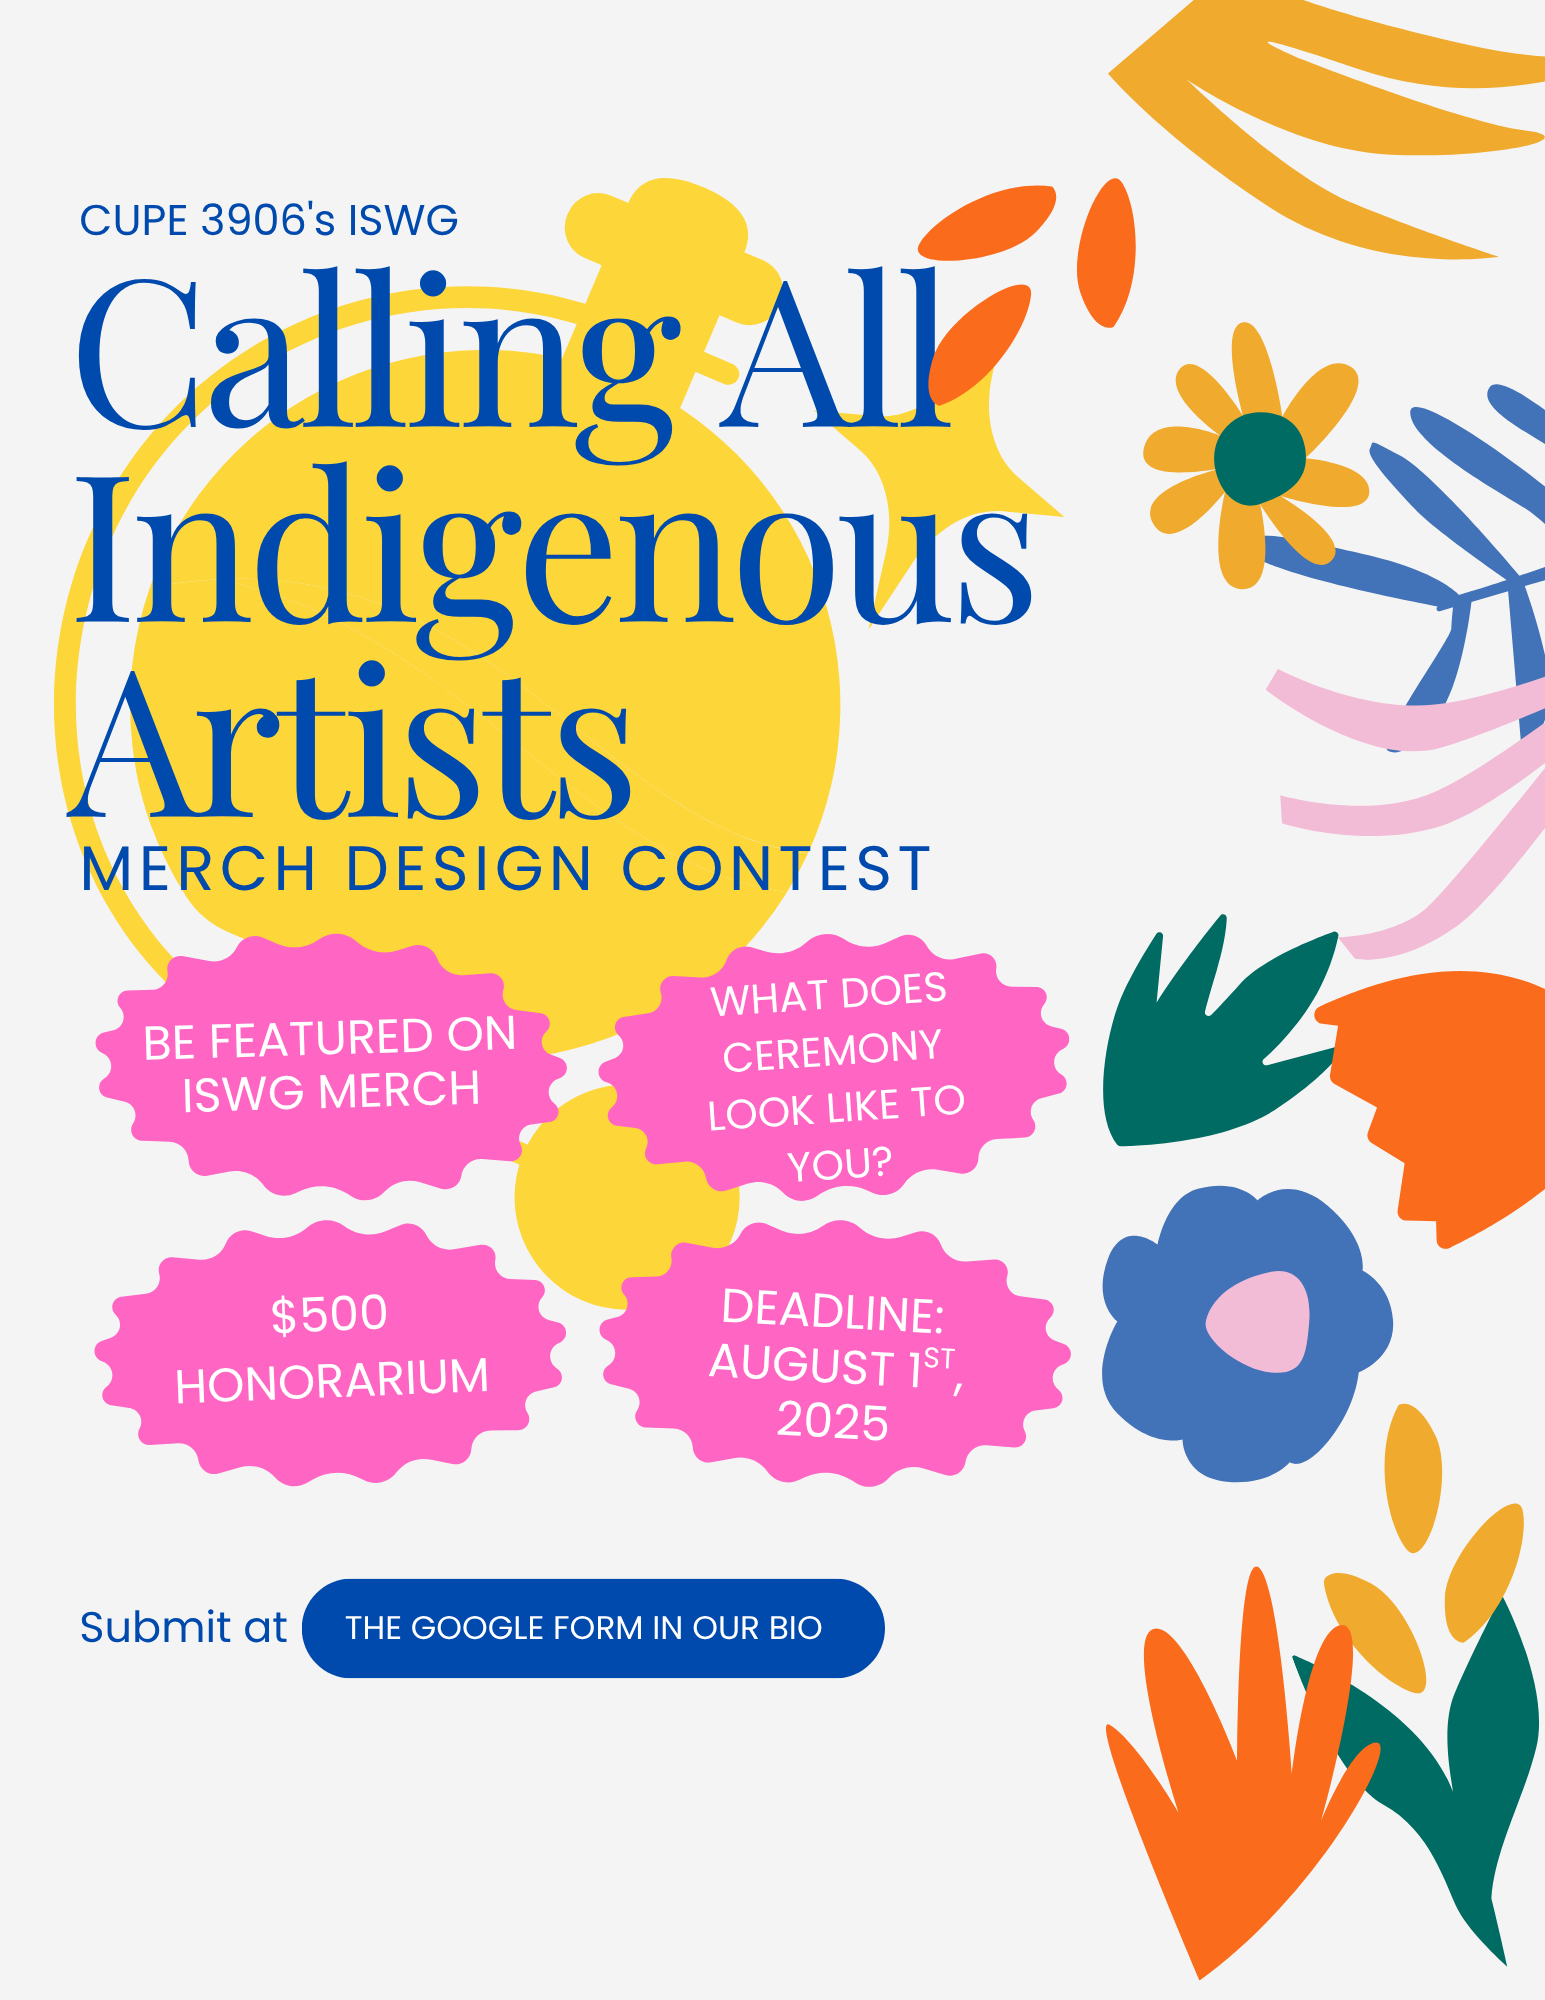 CUPE 3906's ISWG
Calling All
Indigenous
Artists
MERCH DESIGN CONTEST
BE FEATURED ON
ISWG MERCH
WHAT DOES
CEREMONY
LOOK LIKE TO
YOU?
$500
HONORARIUM
DEADLINE:
AUGUST 1ST,
2025
Submit at THE GOOGLE FORM IN OUR BIO